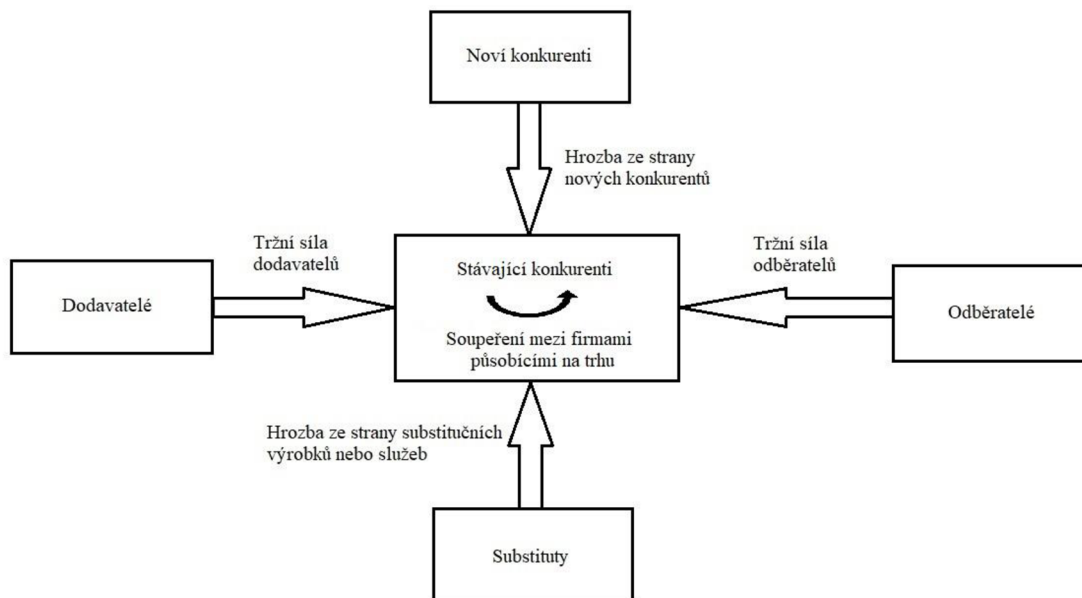 Noví konkurenti
Hrozba ze strany
nových konkurentů
Tržní síla
dodavatelů
Tržní síla
odběratelů
Dodavatelé
Stávající konkurenti
Soupeření mezi firmami
působícími na trhu
Odběratelé
Hrozba ze strany substitučních
výrobků nebo služeb
Substituty